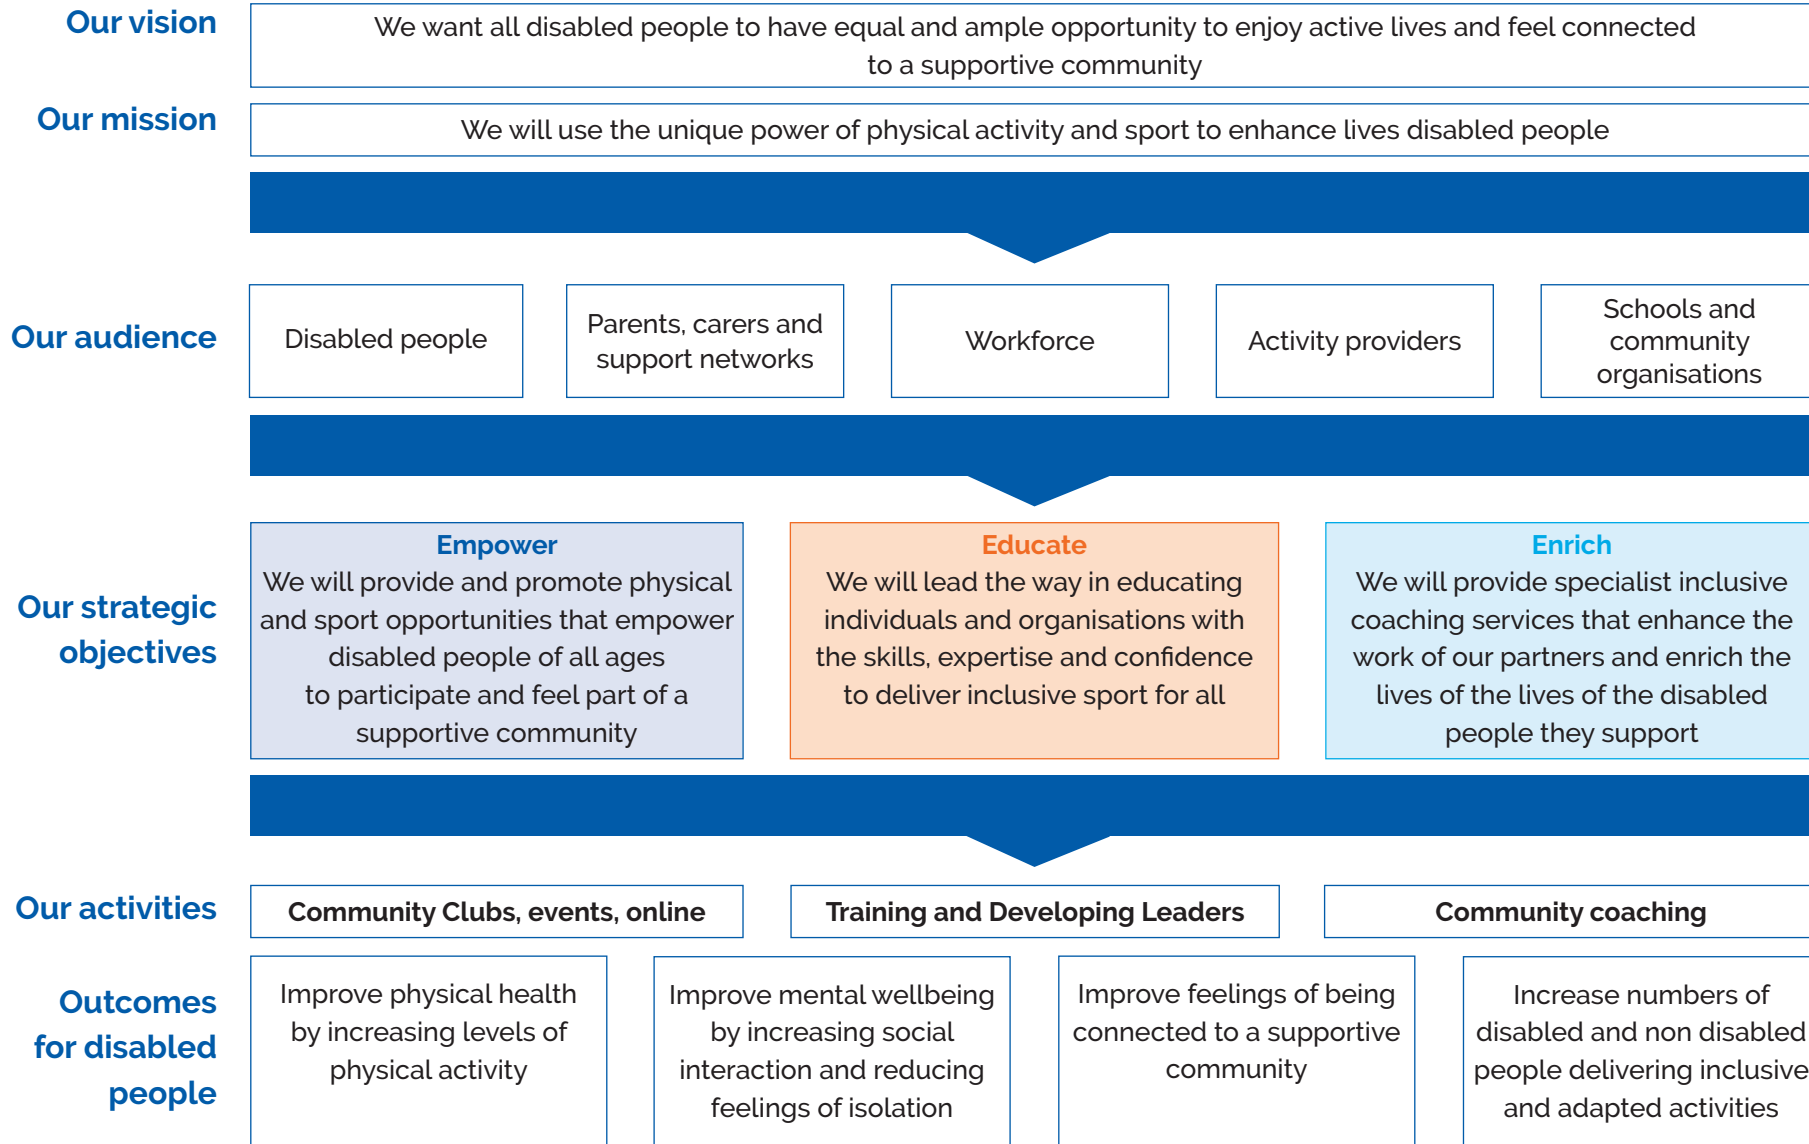 Our vision
We want all disabled people to have equal and ample opportunity to enjoy active lives and feel connected
to a supportive community
Our mission
We will use the unique power of physical activity and sport to enhance lives disabled people
Our audience
Disabled people
Parents, carers and
support networks
Workforce
Activity providers
Schools and
community
organisations
Our strategic
objectives
Empower
We will provide and promote physical
and sport opportunities that empower
disabled people of all ages
to participate and feel part of a
supportive community
Educate
We will lead the way in educating
individuals and organisations with
the skills, expertise and confidence
to deliver inclusive sport for all
Enrich
We will provide specialist inclusive
coaching services that enhance the
work of our partners and enrich the
lives of the lives of the disabled
people they support
Our activities
Community Clubs, events, online
Training and Developing Leaders
Community coaching
Outcomes
for disabled
people
Improve physical health
by increasing levels of
physical activity
Improve mental wellbeing
by increasing social
interaction and reducing
feelings of isolation
Improve feelings of being
connected to a supportive
community
Increase numbers of
disabled and non disabled
people delivering inclusive
and adapted activities